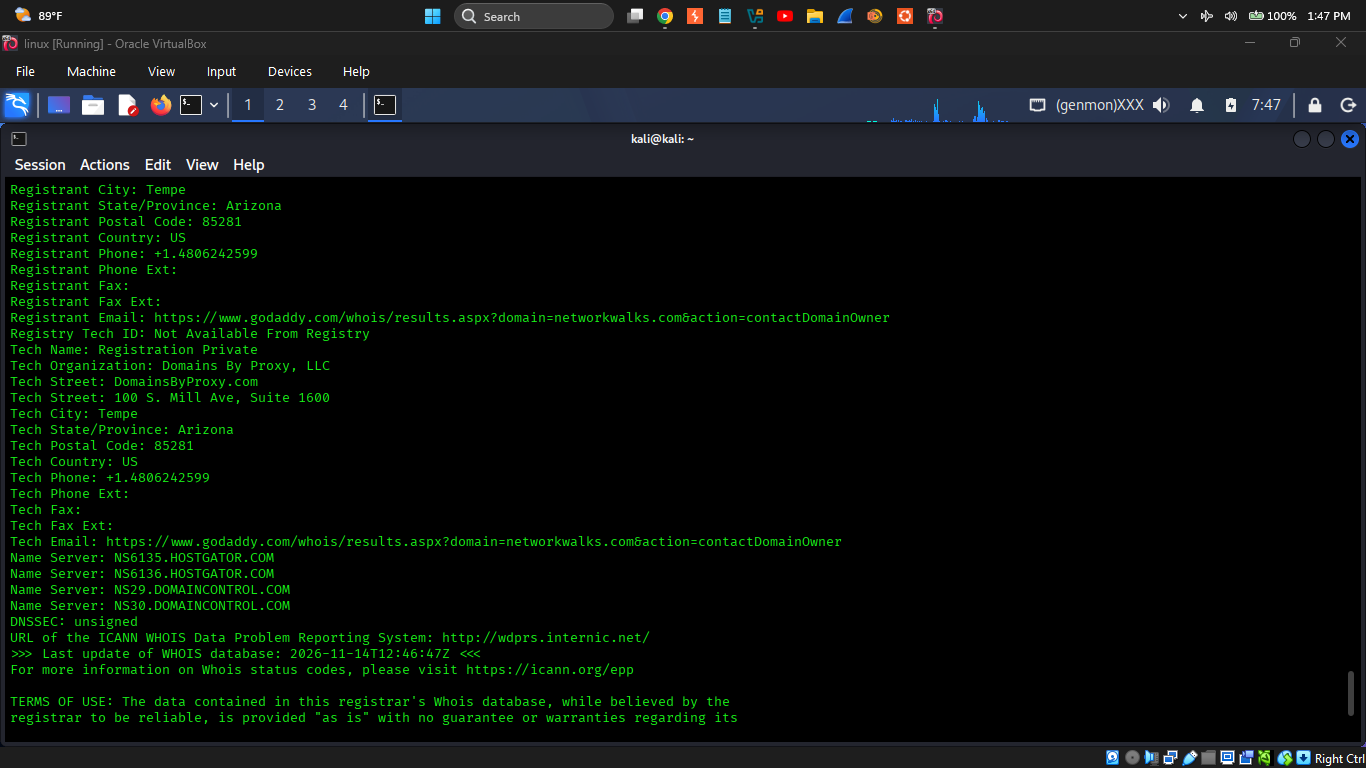 89°F
Search
100%
1:47 PM
linux [Running] - Oracle VirtualBox
File Machine View Input Devices Help
1 2 3 4
(genmon)XXX
7:47
kali@kali: ~
Session Actions Edit View Help
Registrant City: Tempe
Registrant State/Province: Arizona
Registrant Postal Code: 85281
Registrant Country: US
Registrant Phone: +1.4806242599
Registrant Phone Ext:
Registrant Fax:
Registrant Fax Ext:
Registrant Email: https://www.godaddy.com/whois/results.aspx?domain=networkwalks.com&action=contactDomainOwner
Registry Tech ID: Not Available From Registry
Tech Name: Registration Private
Tech Organization: Domains By Proxy, LLC
Tech Street: DomainsByProxy.com
Tech Street: 100 S. Mill Ave, Suite 1600
Tech City: Tempe
Tech State/Province: Arizona
Tech Postal Code: 85281
Tech Country: US
Tech Phone: +1.4806242599
Tech Phone Ext:
Tech Fax:
Tech Fax Ext:
Tech Email: https://www.godaddy.com/whois/results.aspx?domain=networkwalks.com&action=contactDomainOwner
Name Server: NS6135.HOSTGATOR.COM
Name Server: NS6136.HOSTGATOR.COM
Name Server: NS29.DOMAINCONTROL.COM
Name Server: NS30.DOMAINCONTROL.COM
DNSSEC: unsigned
URL of the ICANN WHOIS Data Problem Reporting System: http://wdprs.internic.net/
>>> Last update of WHOIS database: 2026-11-14T12:46:47Z <<<
For more information on Whois status codes, please visit https://icann.org/epp
TERMS OF USE: The data contained in this registrar's Whois database, while believed by the
registrar to be reliable, is provided "as is" with no guarantee or warranties regarding its
Right Ctrl